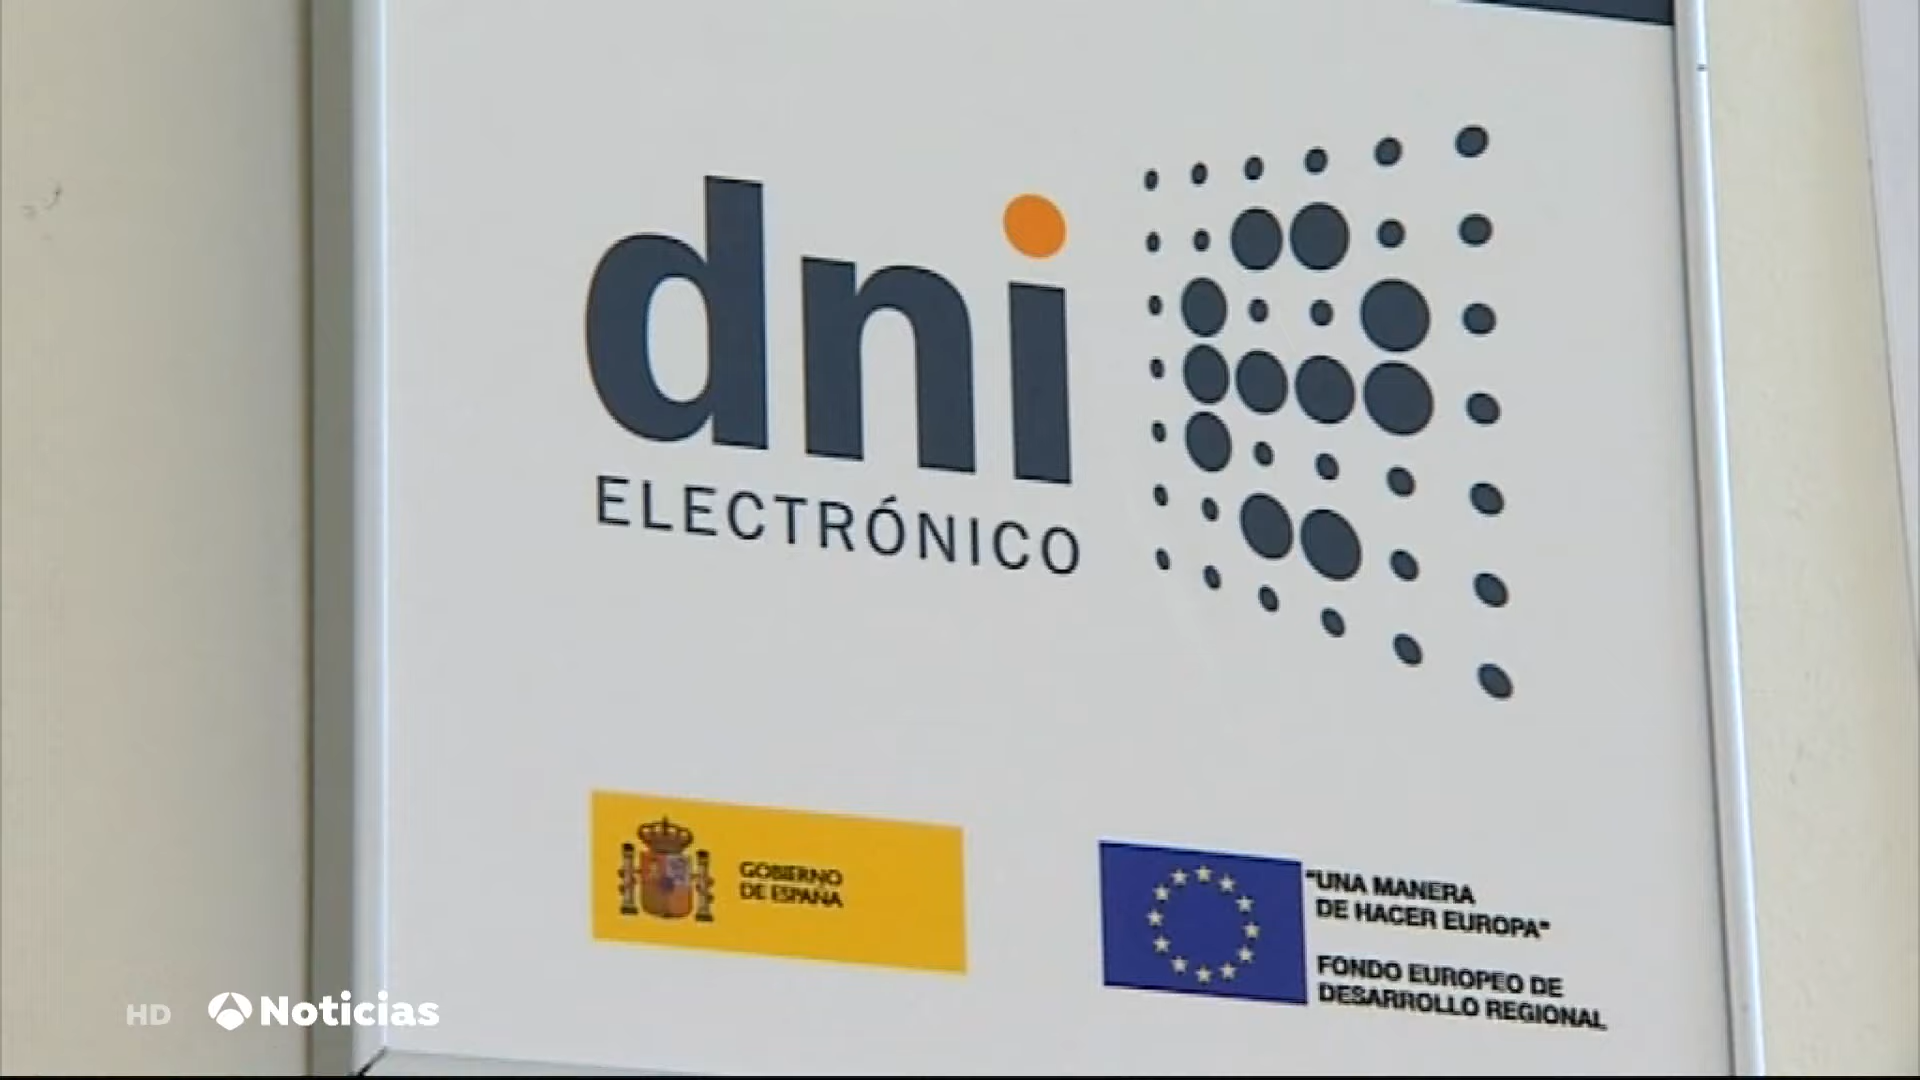 dni
ELECTRÓNICO
GOBIERNO
DE ESPAÑA
"UNA MANERA
DE HACER EUROPA"
FONDO EUROPEO DE
DESARROLLO REGIONAL
HD Noticias